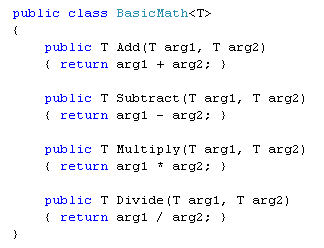 public class BasicMath<T>
{
    public T Add(T arg1, T arg2)
    { return arg1 + arg2; }

    public T Subtract(T arg1, T arg2)
    { return arg1 - arg2; }

    public T Multiply(T arg1, T arg2)
    { return arg1 * arg2; }

    public T Divide(T arg1, T arg2)
    { return arg1 / arg2; }
}